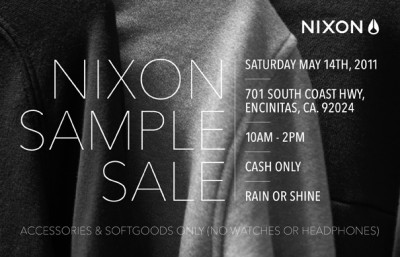 NIXON
NIXON
SAMPLE
SALE
SATURDAY MAY 14TH, 2011
701 SOUTH COAST HWY,
ENCINITAS, CA. 92024
10AM - 2PM
CASH ONLY
RAIN OR SHINE
ACCESSORIES & SOFTGOODS ONLY (NO WATCHES OR HEADPHONES)